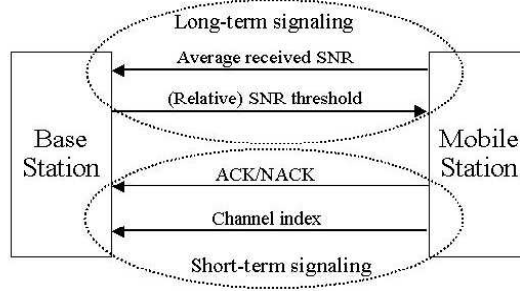 Long-term signaling
Average received SNR
(Relative) SNR threshold
Base
Station
Mobile
Station
ACK/NACK
Channel index
Short-term signaling